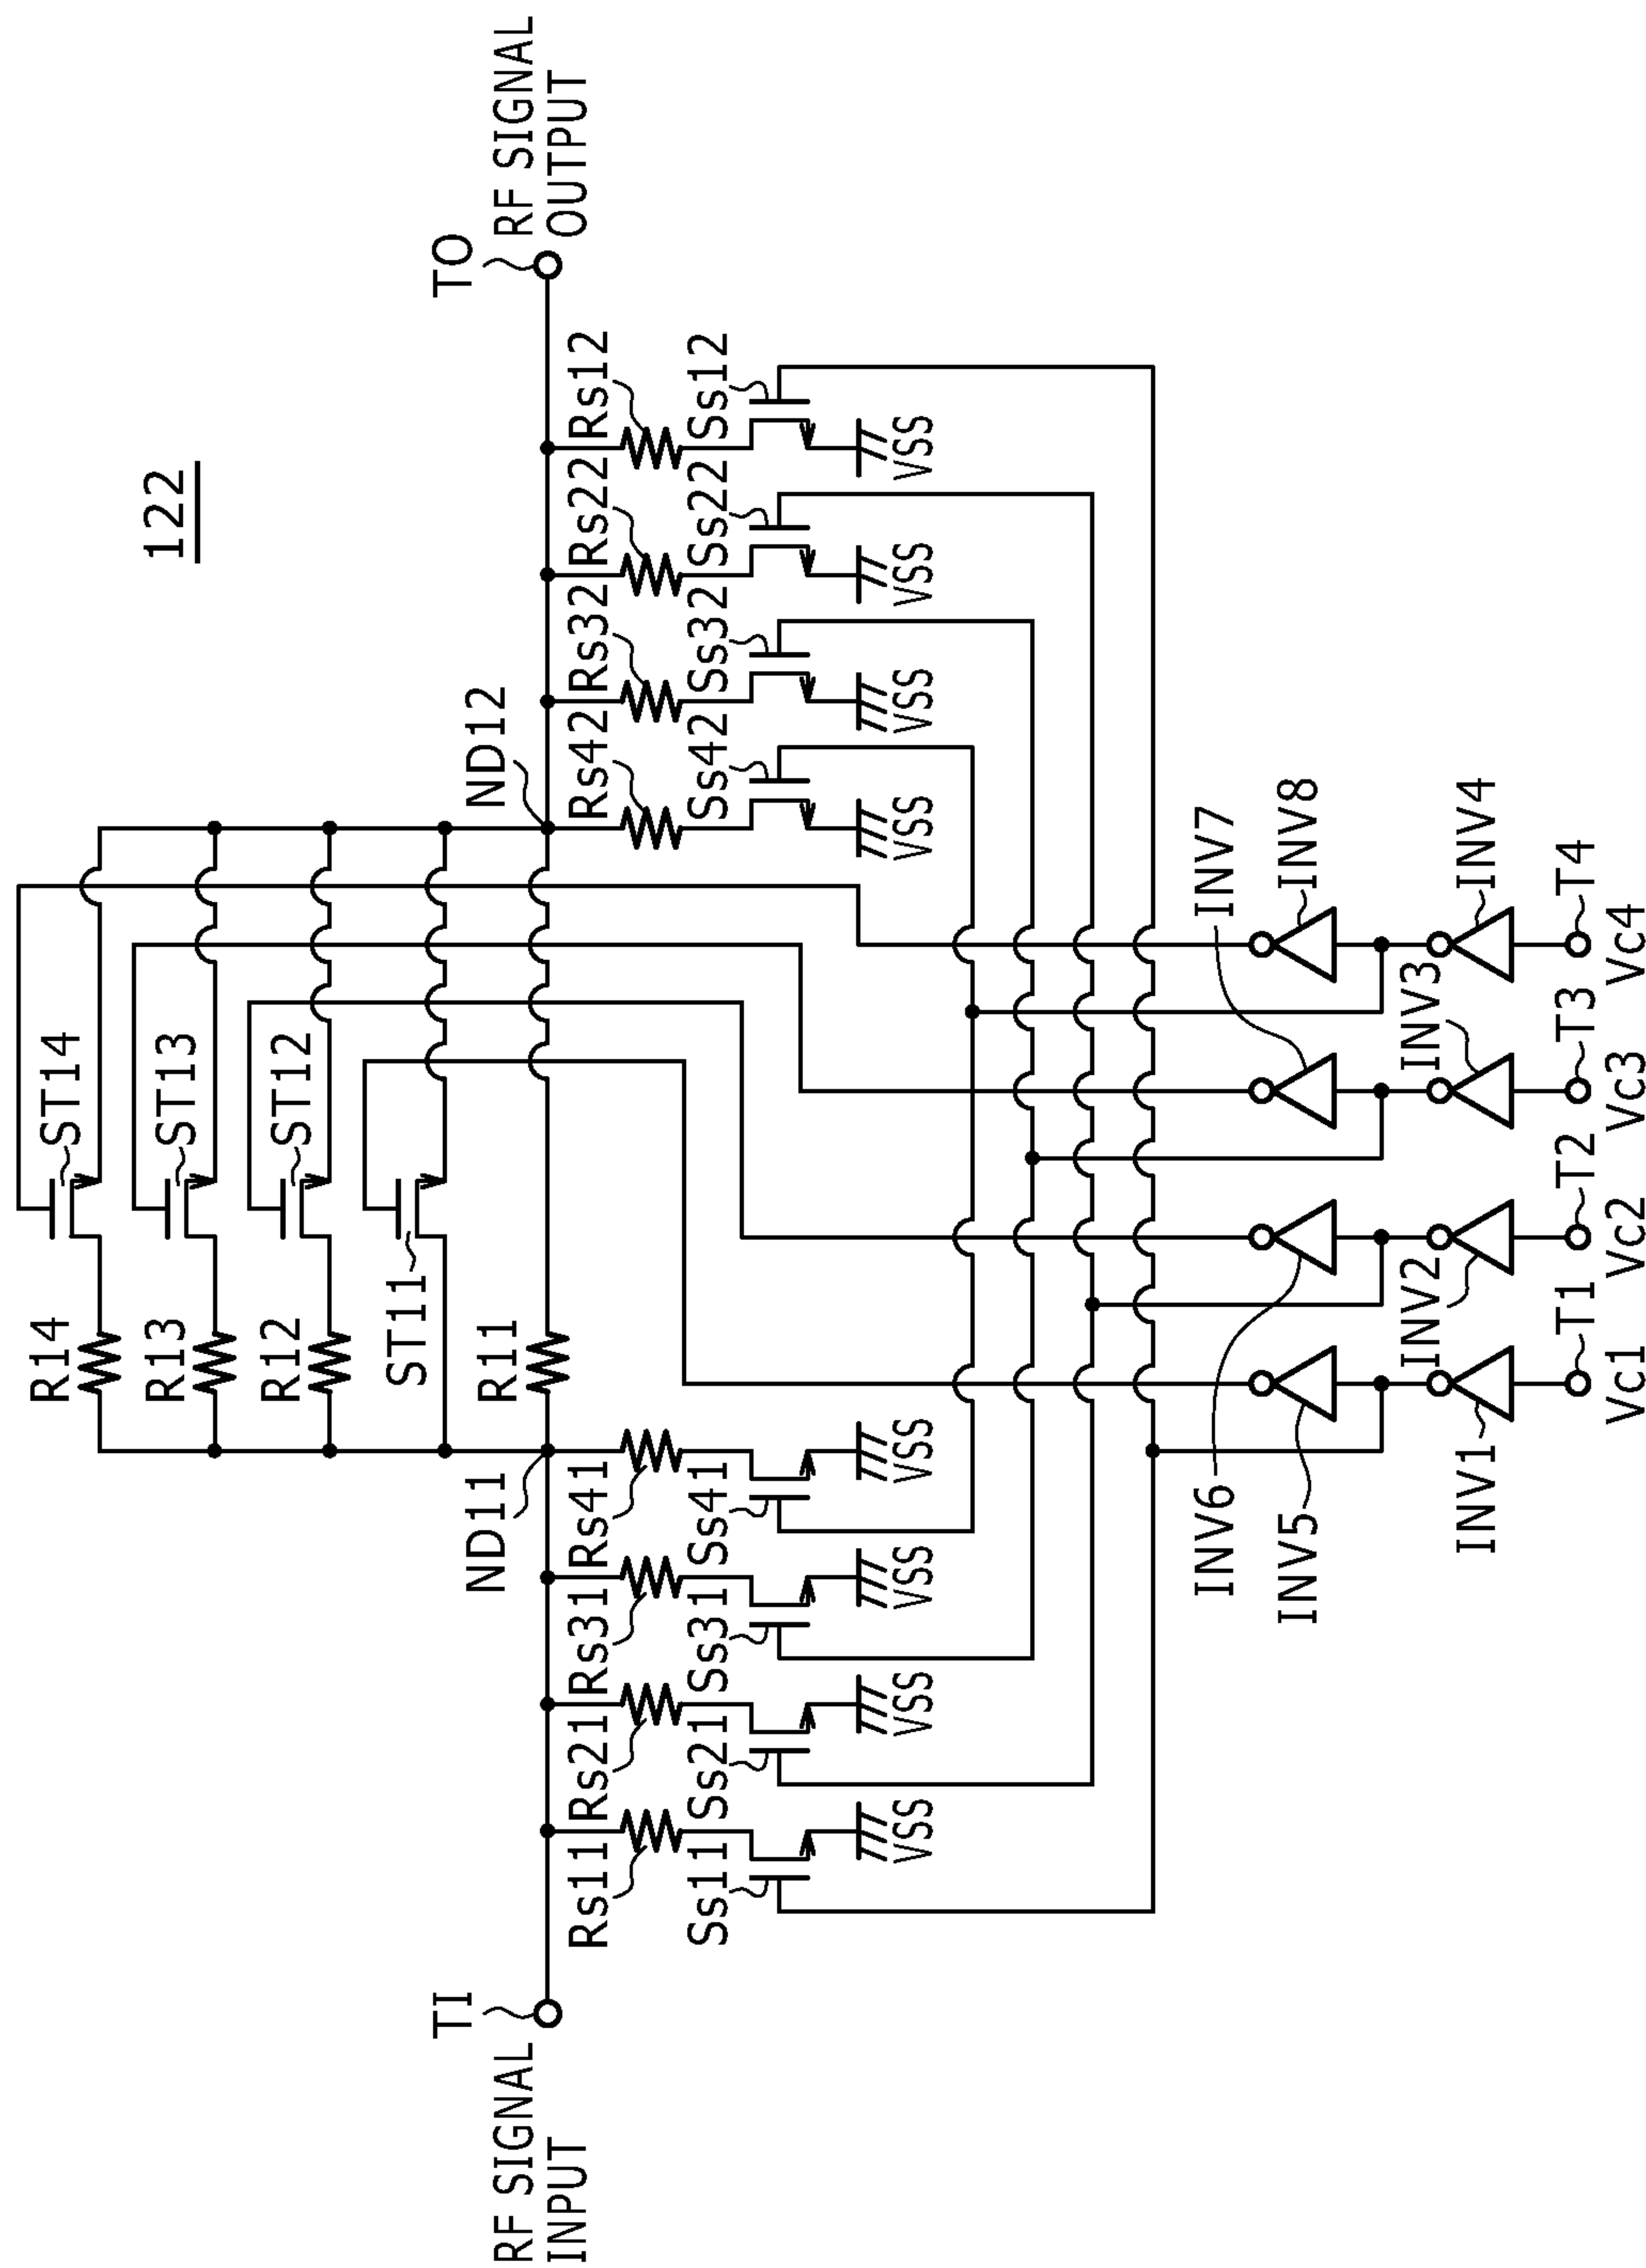 122
R14
ST14
R13
ST13
R12
ST12
ST11
R11
TI
RF SIGNAL
INPUT
ND11
ND12
TO
RF SIGNAL
OUTPUT
Rs11
Rs21
Rs31
Rs41
Rs42
Rs32
Rs22
Rs12
Ss11
Ss21
Ss31
Ss41
Ss42
Ss32
Ss22
Ss12
VSS
VSS
VSS
VSS
VSS
VSS
VSS
VSS
INV6
INV7
INV5
INV8
INV2
INV3
INV1
INV4
T1
T2
T3
T4
Vc1
Vc2
Vc3
Vc4